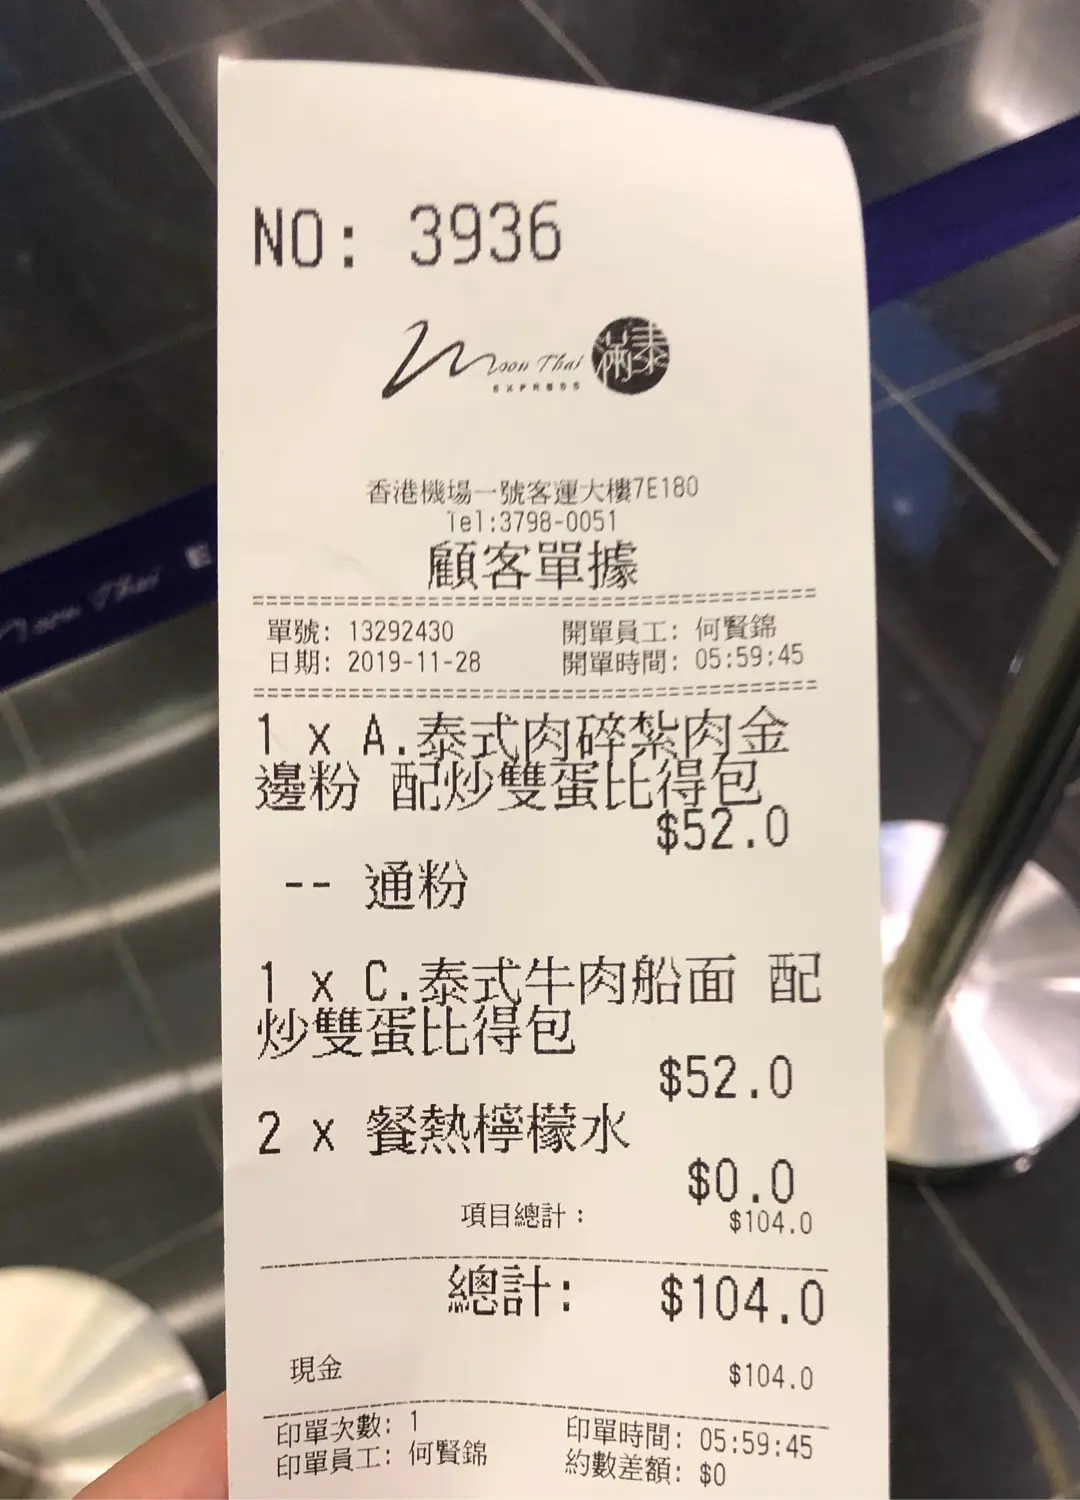 NO: 3936
Moon Thai 滿泰
EXPRESS
香港機場一號客運大樓7E180
Tel:3798-0051
顧客單據
單號: 13292430 開單員工: 何賢錦
日期: 2019-11-28 開單時間: 05:59:45
1 x A.泰式肉碎紮肉金
邊粉 配炒雙蛋比得包
$52.0
-- 通粉
1 x C.泰式牛肉船面 配
炒雙蛋比得包
$52.0
2 x 餐熱檸檬水
$0.0
項目總計: $104.0
總計: $104.0
現金 $104.0
印單次數: 1 印單時間: 05:59:45
印單員工: 何賢錦 約數差額: $0
Moon Thai E